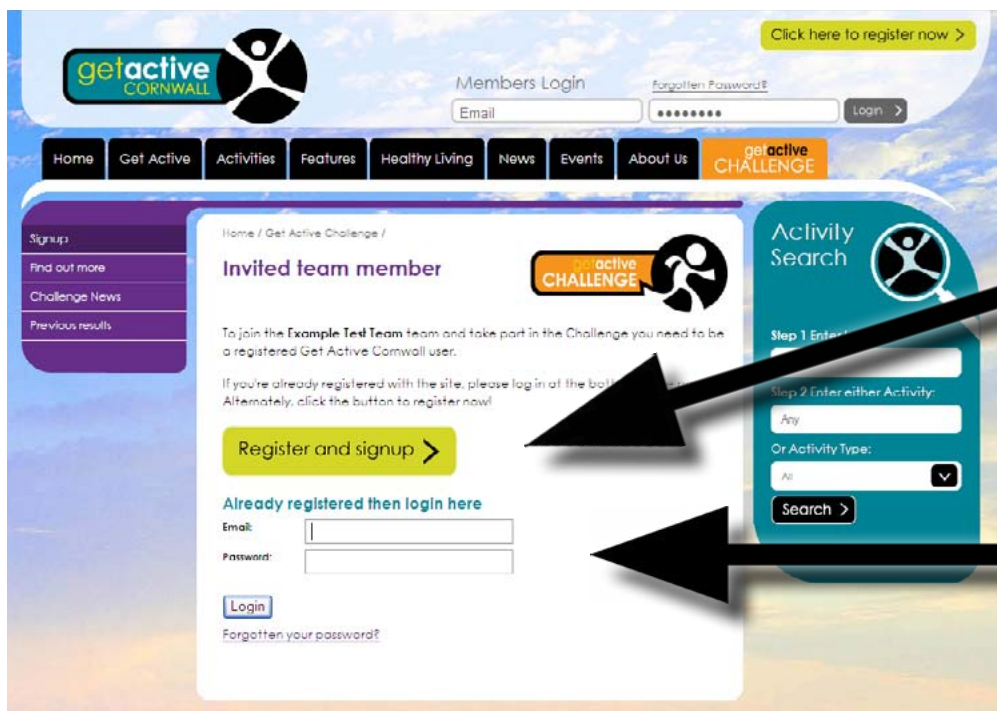 Click here to register now >
getactive
CORNWALL
Members Login
Forgotten Password?
Email
Login >
Home
Get Active
Activities
Features
Healthy Living
News
Events
About Us
getactive
CHALLENGE
Signup
Find out more
Challenge News
Previous results
Home / Get Active Challenge /
Invited team member
getactive
CHALLENGE
To join the Example Test Team team and take part in the Challenge you need to be
a registered Get Active Cornwall user.
If you're already registered with the site, please log in at the
Alternately, click the button to register now!
Register and signup >
Already registered then login here
Email:
Password:
Login
Forgotten your password?
Activity
Search
Step 1 Enter
Step 2 Enter either Activity:
Any
Or Activity Type:
All
Search >